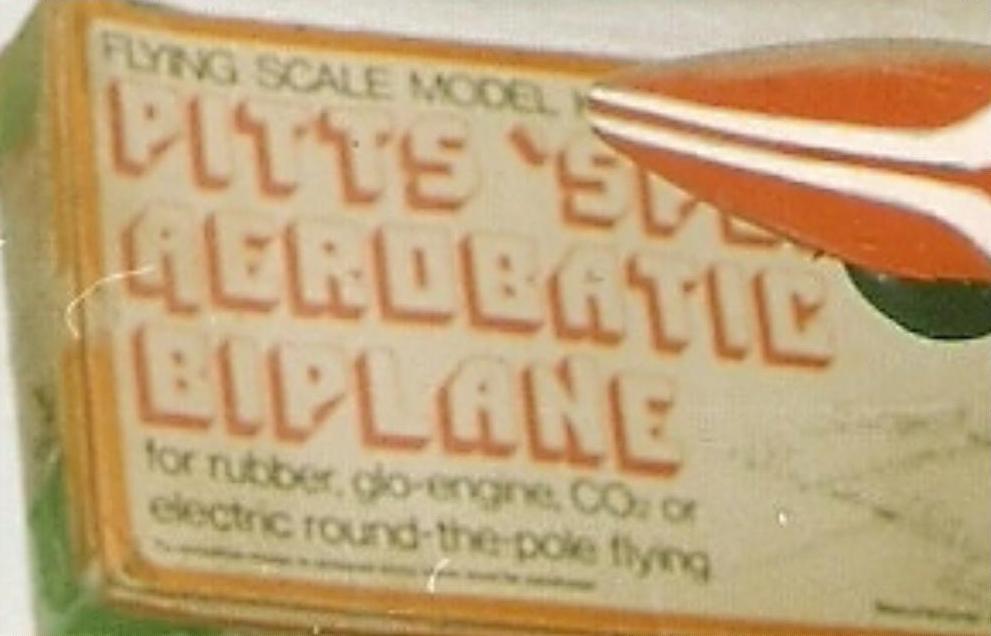 FLYING SCALE MODEL
PITTS
AEROBATIC
BIPLANE
for rubber, glo-engine, CO₂ or
electric round-the-pole flying